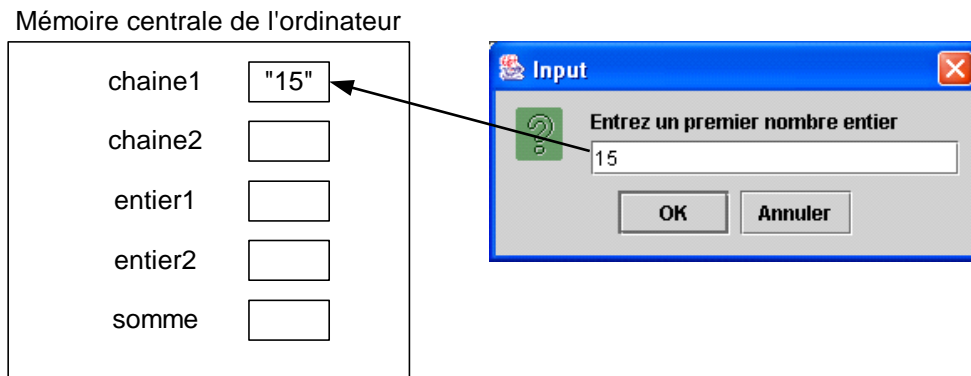 Mémoire centrale de l'ordinateur
chaine1 "15"
chaine2
entier1
entier2
somme
Input
Entrez un premier nombre entier
15
OK Annuler